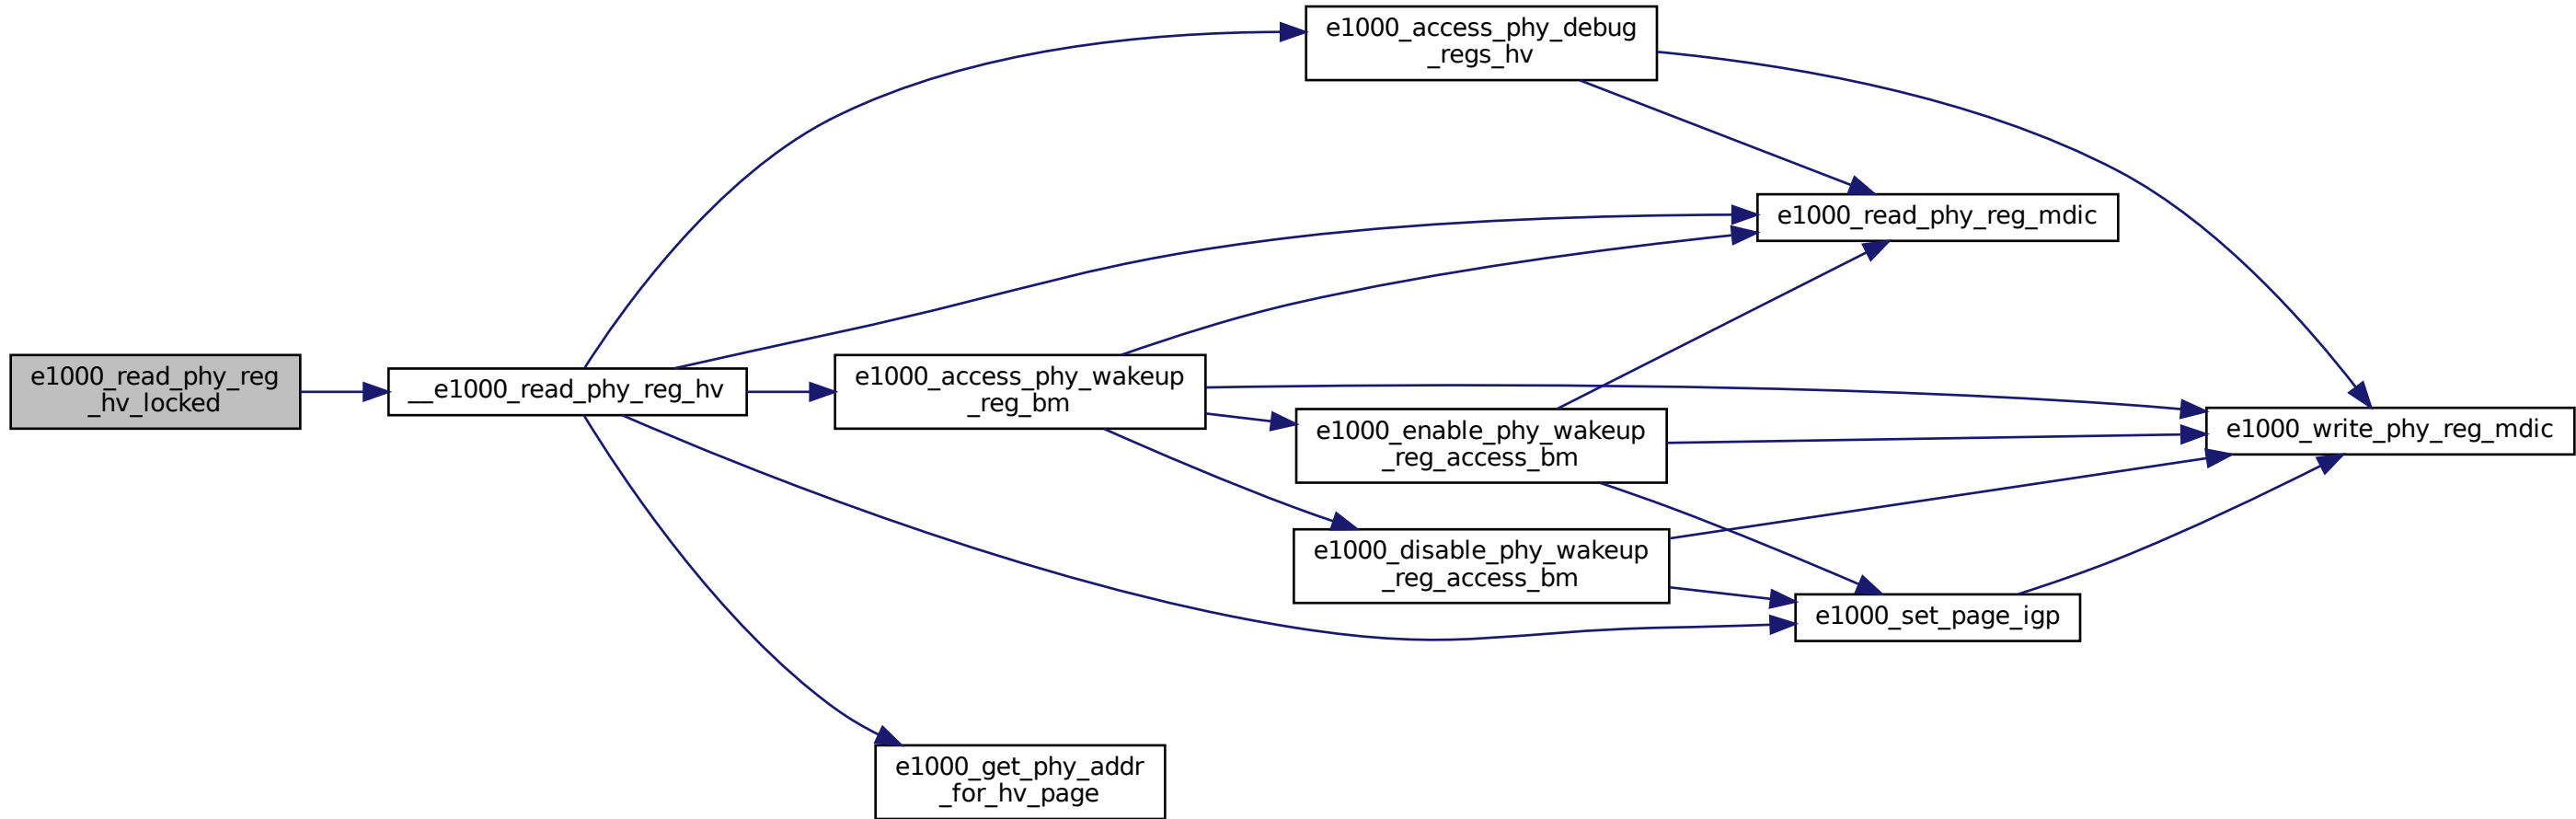 e1000_access_phy_debug
_regs_hv
e1000_read_phy_reg_mdic
e1000_read_phy_reg
_hv_locked
__e1000_read_phy_reg_hv
e1000_access_phy_wakeup
_reg_bm
e1000_enable_phy_wakeup
_reg_access_bm
e1000_write_phy_reg_mdic
e1000_disable_phy_wakeup
_reg_access_bm
e1000_set_page_igp
e1000_get_phy_addr
_for_hv_page